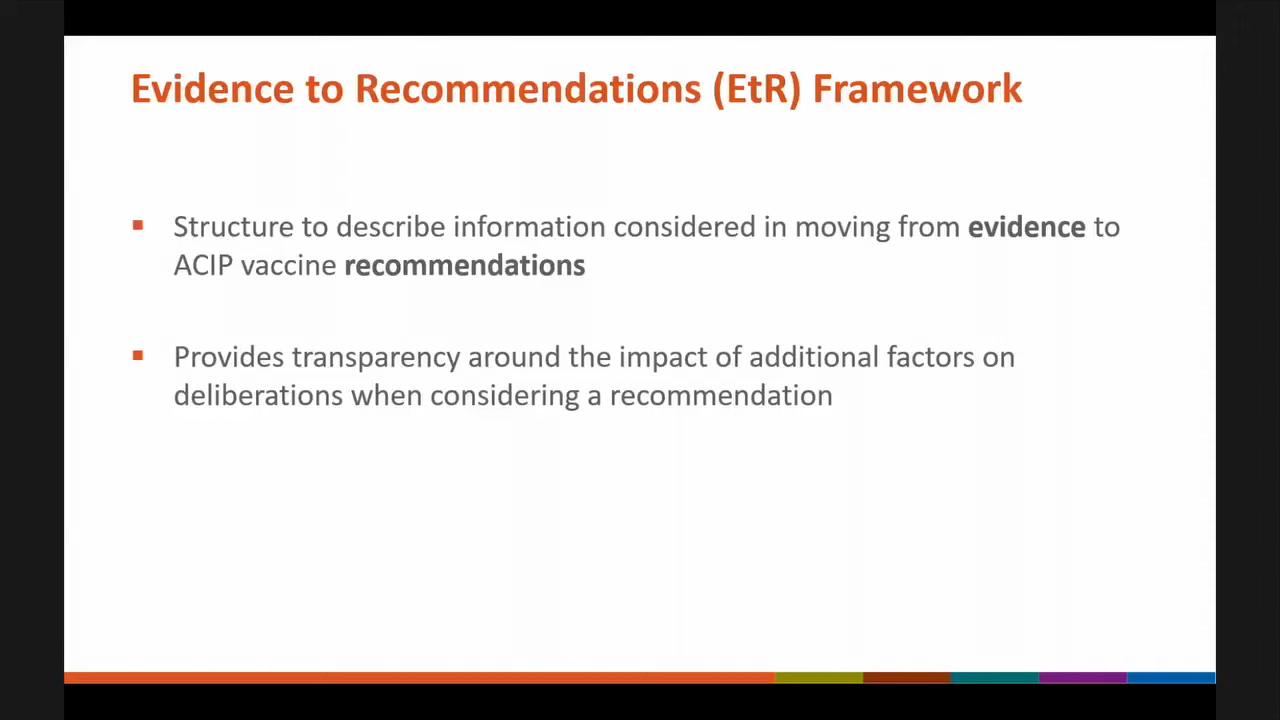 Evidence to Recommendations (EtR) Framework
▪ Structure to describe information considered in moving from evidence to
ACIP vaccine recommendations
▪ Provides transparency around the impact of additional factors on
deliberations when considering a recommendation